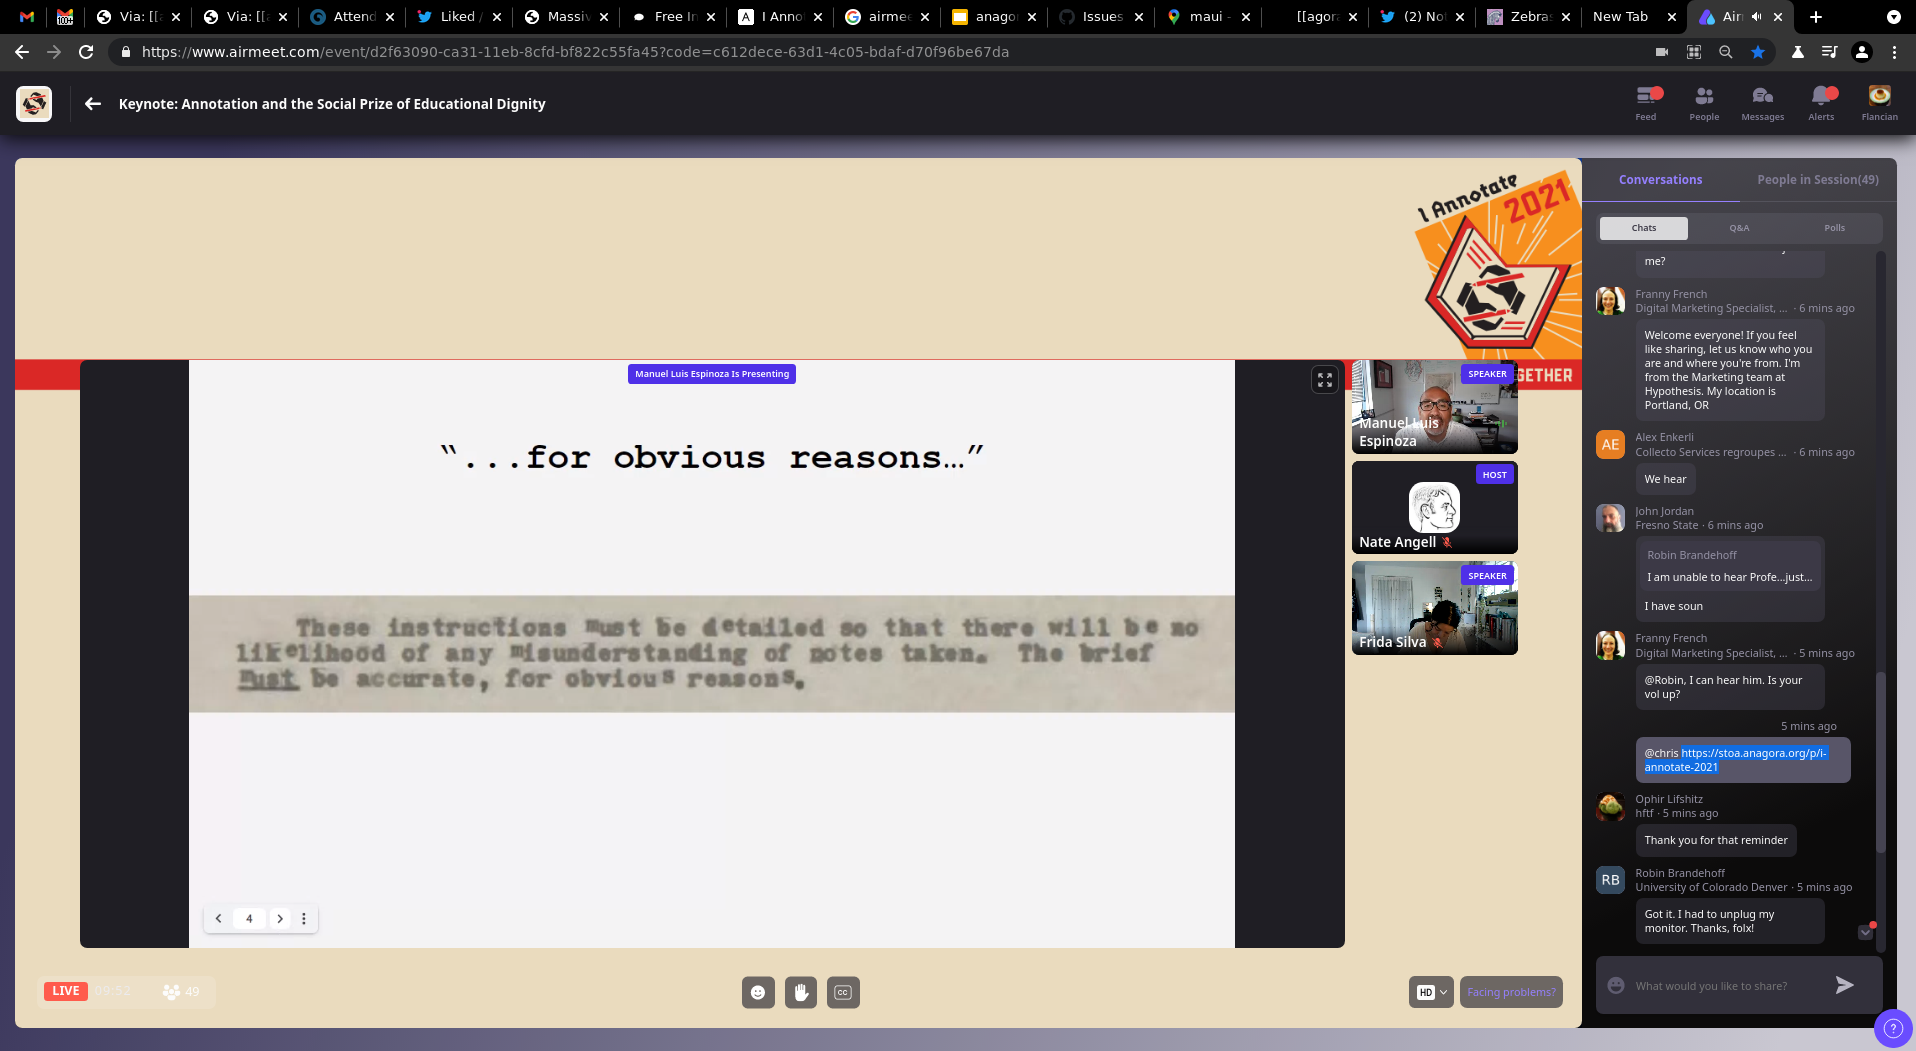 Via: [[a
Via: [[a
Attend
Liked /
Massiv
Free In
I Anno
airmee
anagor
Issues
maui -
[[agora
(2) No
Zebra
New Tab
Air
https://www.airmeet.com/event/d2f63090-ca31-11eb-8cfd-bf822c55fa45?code=c612dece-63d1-4c05-bdaf-d70f96be67da
Keynote: Annotation and the Social Prize of Educational Dignity
Feed
People
Messages
Alerts
Flancian
I Annotate
2021
GETHER
Manuel Luis Espinoza Is Presenting
“...for obvious reasons…”
These instructions must be detailed so that there will be no
likelihood of any misunderstanding of notes taken. The brief
must be accurate, for obvious reasons.
4
SPEAKER
Manuel Luis
Espinoza
HOST
Nate Angell
SPEAKER
Frida Silva
LIVE
09:52
49
CC
HD
Facing problems?
Conversations
People in Session(49)
Chats
Q&A
Polls
me?
Franny French
Digital Marketing Specialist, ... · 6 mins ago
Welcome everyone! If you feel
like sharing, let us know who you
are and where you're from. I'm
from the Marketing team at
Hypothesis. My location is
Portland, OR
AE
Alex Enkerli
Collecto Services regroupes ... · 6 mins ago
We hear
John Jordan
Fresno State · 6 mins ago
Robin Brandehoff
I am unable to hear Profe...just...
I have soun
Franny French
Digital Marketing Specialist, ... · 5 mins ago
@Robin, I can hear him. Is your
vol up?
5 mins ago
@chris https://stoa.anagora.org/p/i-
annotate-2021
Ophir Lifshitz
hftf · 5 mins ago
Thank you for that reminder
RB
Robin Brandehoff
University of Colorado Denver · 5 mins ago
Got it. I had to unplug my
monitor. Thanks, folx!
What would you like to share?